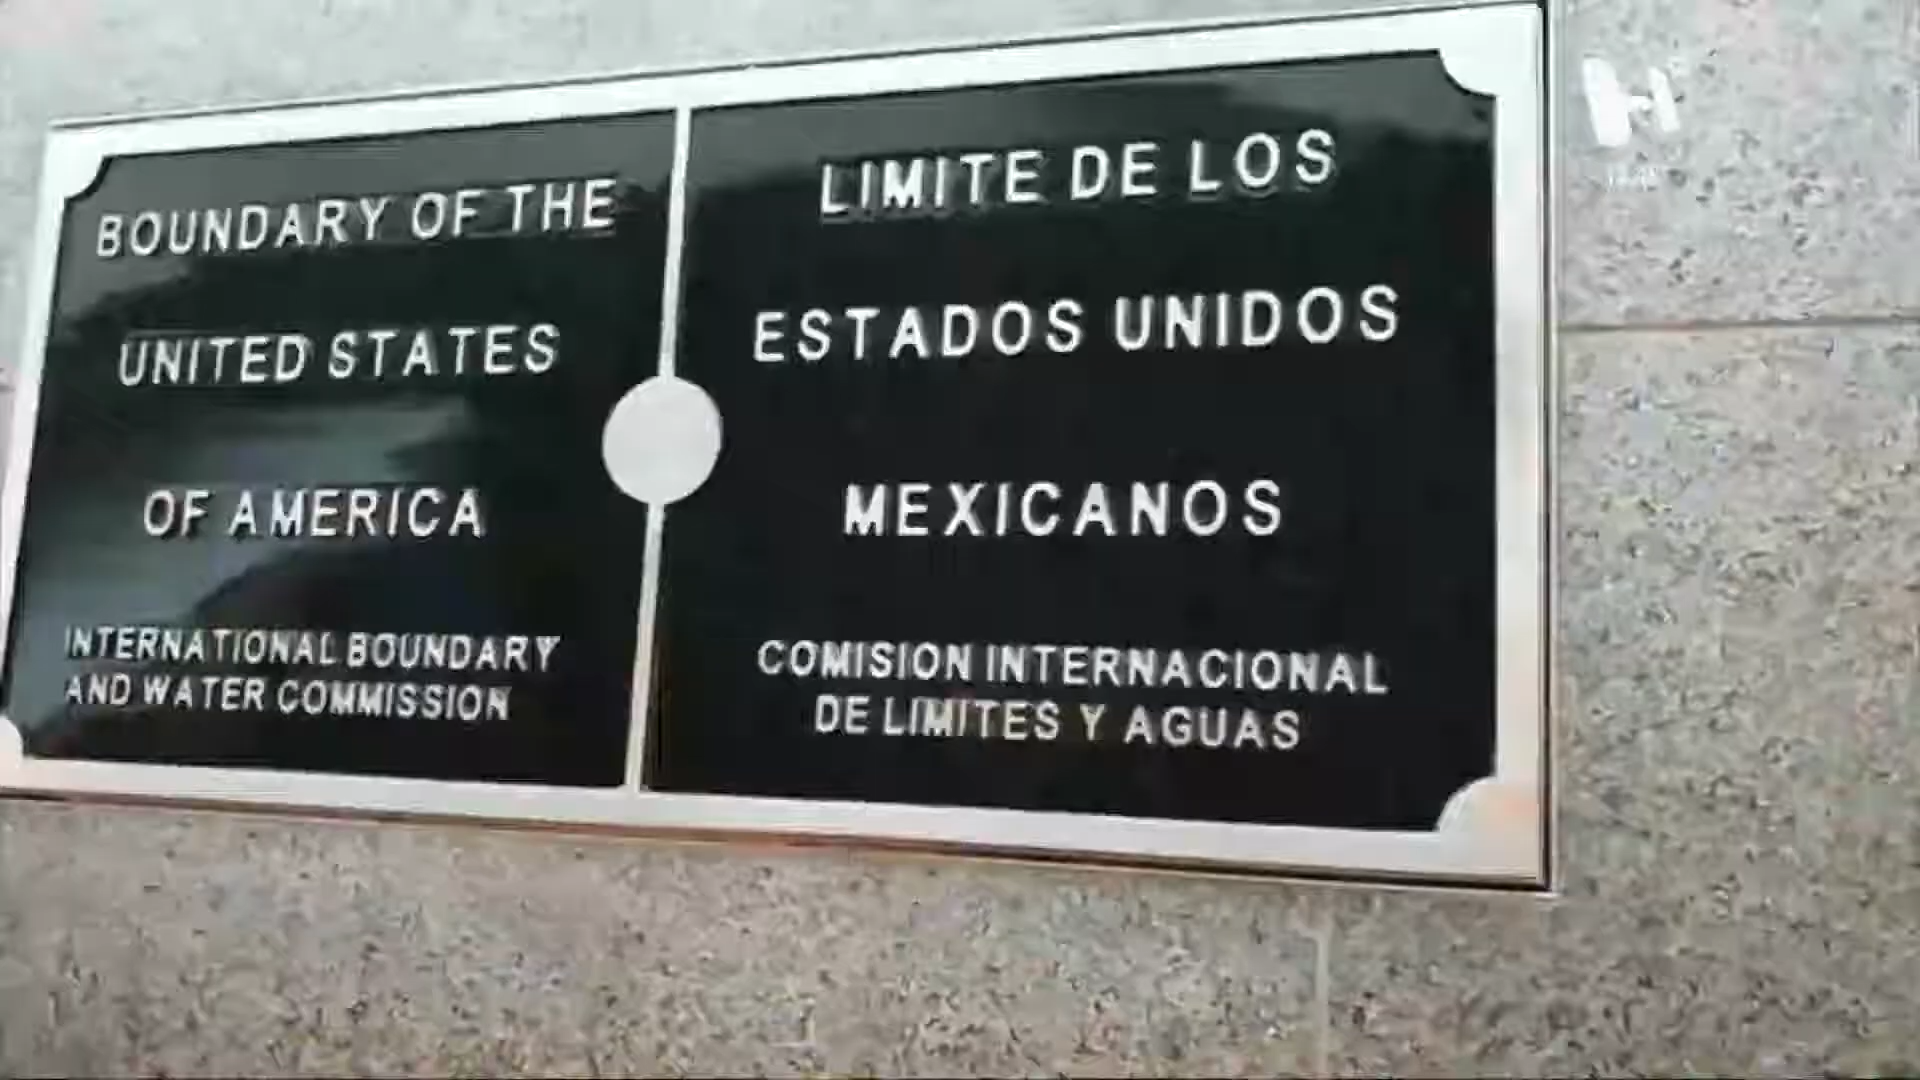 BOUNDARY OF THE
UNITED STATES
OF AMERICA
INTERNATIONAL BOUNDARY
AND WATER COMMISSION
LIMITE DE LOS
ESTADOS UNIDOS
MEXICANOS
COMISION INTERNACIONAL
DE LIMITES Y AGUAS
H